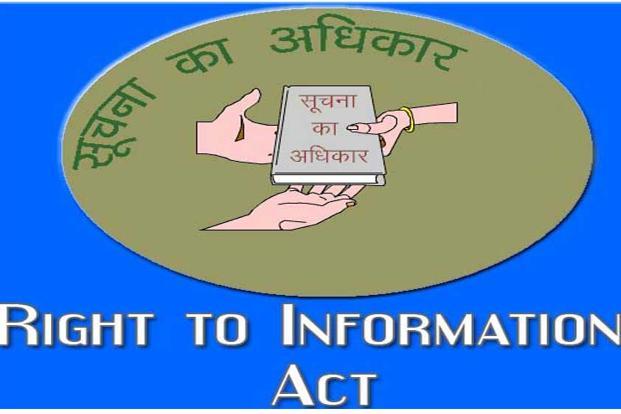 सूचना का अधिकार
सूचना
का
अधिकार
RIGHT TO INFORMATION
ACT